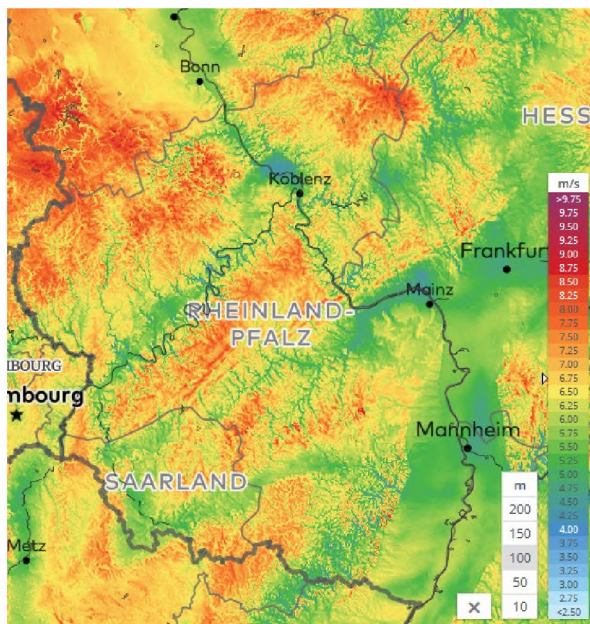 Bonn
HESS
Koblenz
m/s
>9.75
9.75
9.50
9.25
9.00
8.75
8.50
8.25
8.00
7.75
7.50
7.25
7.00
6.75
6.50
6.25
6.00
5.75
5.50
5.25
5.00
4.75
4.50
4.25
4.00
3.75
3.50
3.25
3.00
2.75
<2.50
Frankfur
Mainz
RHEINLAND-
PFALZ
IBOURG
mbourg
Mannheim
SAARLAND
Metz
m
200
150
100
50
10
×